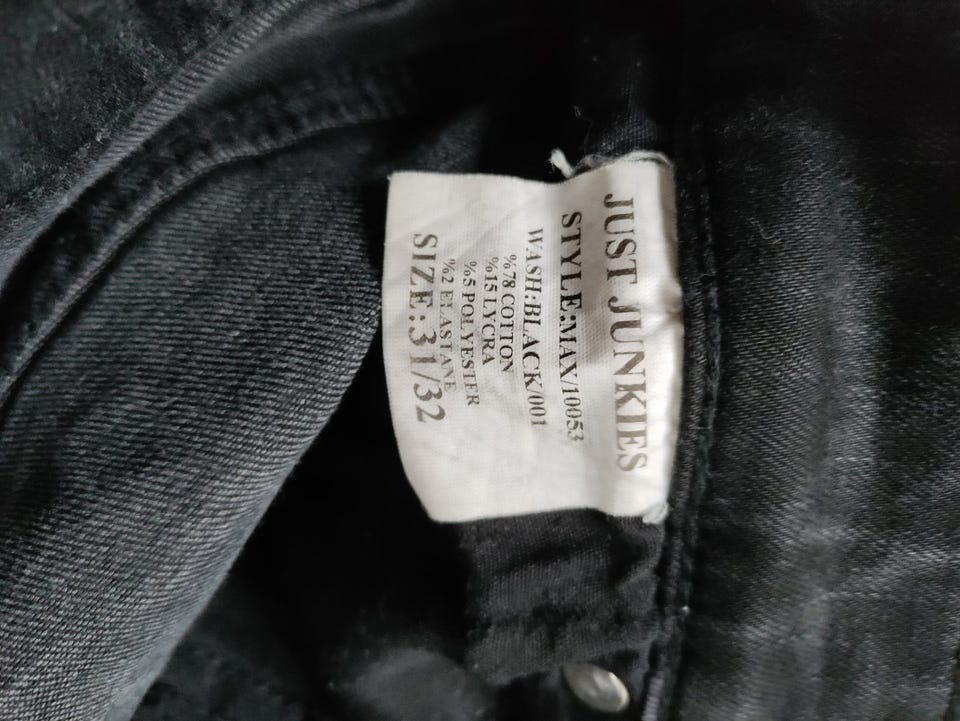 JUST JUNKIES
STYLE:MAX/10053
WASH:BLACK/001
%78 COTTON
%15 LYCRA
%5 POLYESTER
%2 ELASTANE
SIZE:31/32